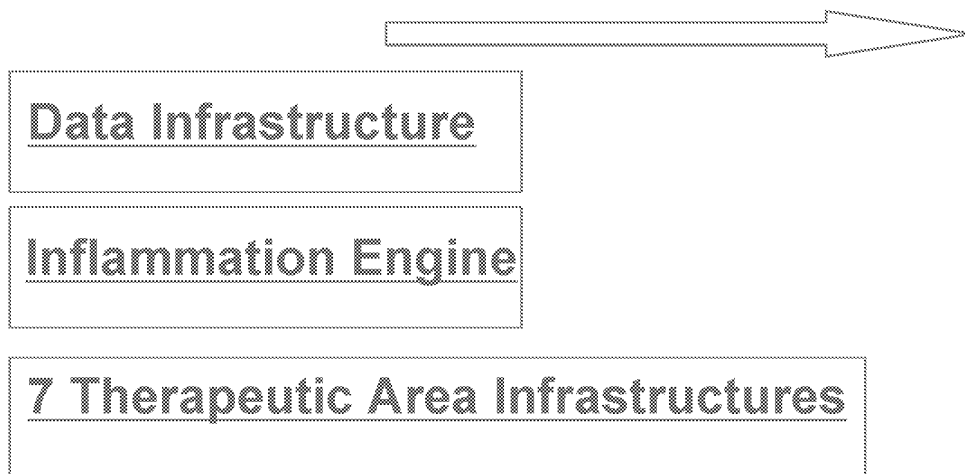 Data Infrastructure
Inflammation Engine
7 Therapeutic Area Infrastructures